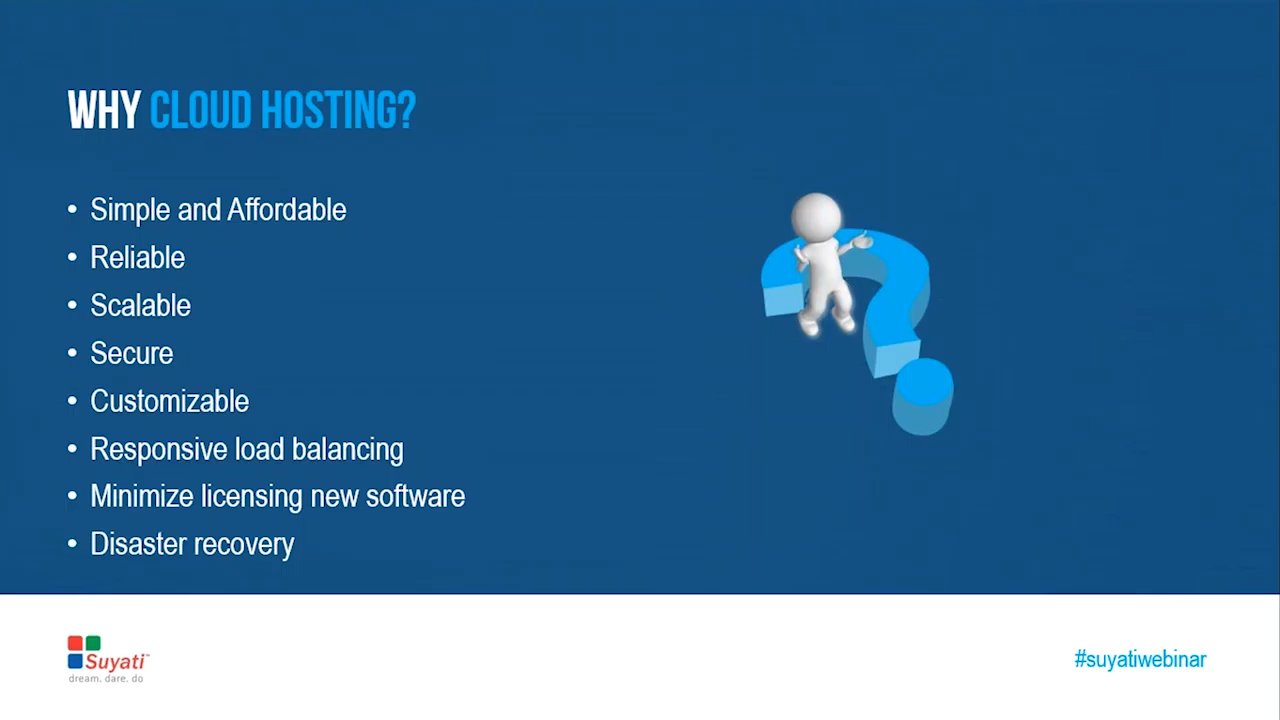 WHY CLOUD HOSTING?
• Simple and Affordable
• Reliable
• Scalable
• Secure
• Customizable
• Responsive load balancing
• Minimize licensing new software
• Disaster recovery
Suyati™
dream. dare. do
#suyatiwebinar